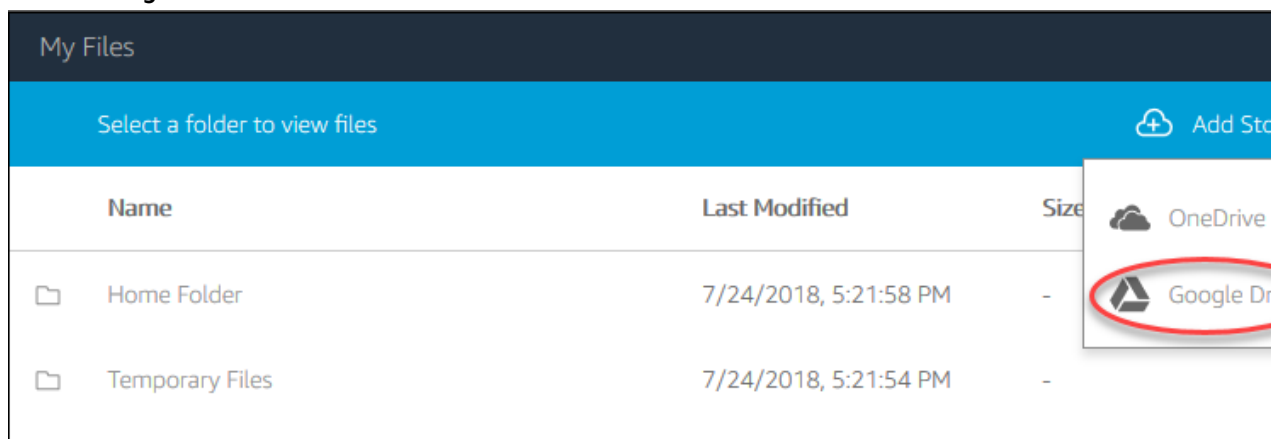 My Files
Select a folder to view files
Add Sto
Name Last Modified Size
OneDrive
Home Folder 7/24/2018, 5:21:58 PM -
Google Dr
Temporary Files 7/24/2018, 5:21:54 PM -